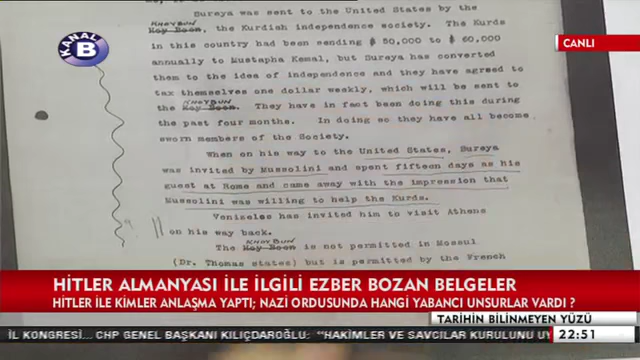 Sureya was sent to the United States by the
KHOYBUN
Hoy Boon, the Kurdish independence society. The Kurds
in this country had been sending $ 50,000 to $ 60,000
annually to Mustapha Kemal, but Sureya has converted
them to the idea of independence and they have agreed to
tax themselves one dollar weekly, which will be sent to
KHOYBUN
the Hoy Boon. They have in fact been doing this during
the past four months. In doing so they have all become
sworn members of the Society.
When on his way to the United States, Sureya
was invited by Mussolini and spent fifteen days as his
guest at Rome and came away with the impression that
Mussolini was willing to help the Kurds.
Veniselos has invited him to visit Athens
on his way back.
KHOYBUN
The Hoy Boon is not permitted in Mossul
(Dr. Thomas states) but is permitted by the French
KANAL B
CANLI
HİTLER ALMANYASI İLE İLGİLİ EZBER BOZAN BELGELER
HİTLER İLE KİMLER ANLAŞMA YAPTI; NAZİ ORDUSUNDA HANGİ YABANCI UNSURLAR VARDI ?
TARİHİN BİLİNMEYEN YÜZÜ
İL KONGRESİ... CHP GENEL BAŞKANI KILIÇDAROĞLU: "HAKİMLER VE SAVCILAR KURULUNU UY
22:51